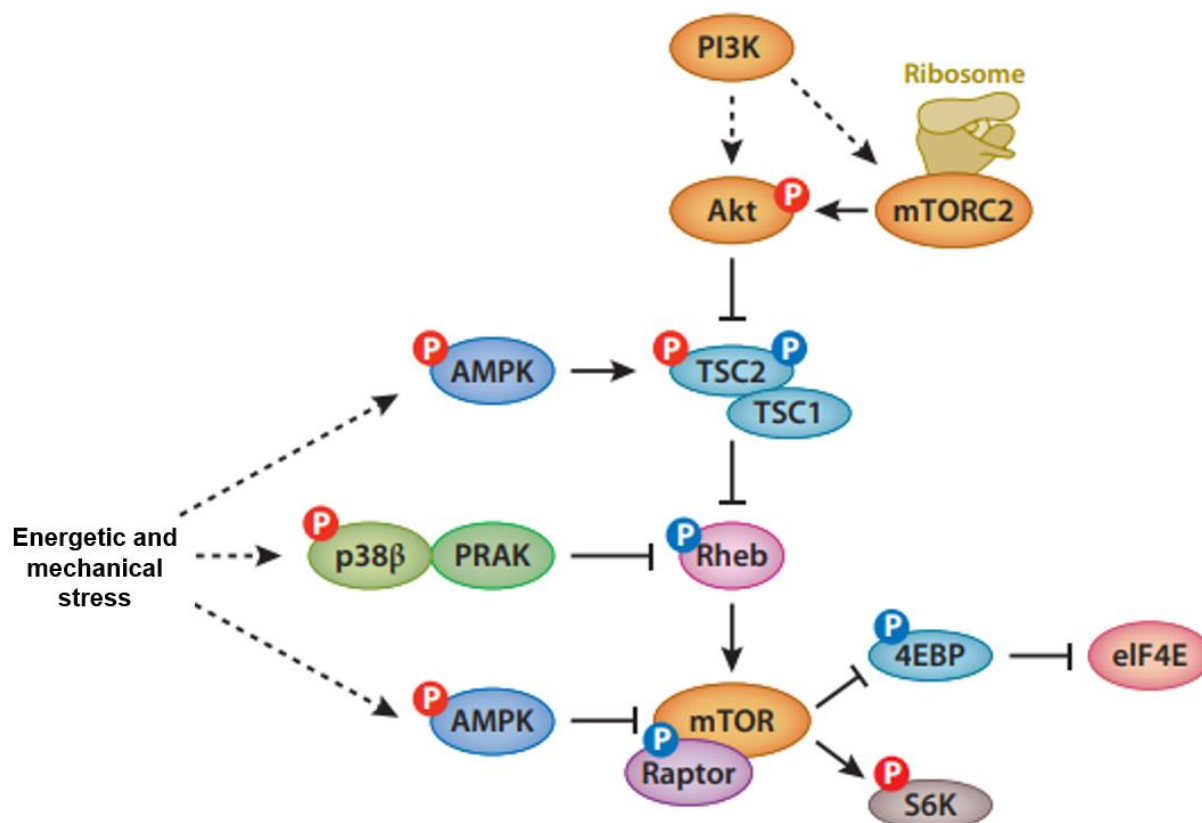 PI3K
Ribosome
Akt
P
mTORC2
P
AMPK
P
TSC2
P
TSC1
Energetic and
mechanical
stress
P
p38β
PRAK
P
Rheb
P
4EBP
eIF4E
P
AMPK
mTOR
P
Raptor
P
S6K